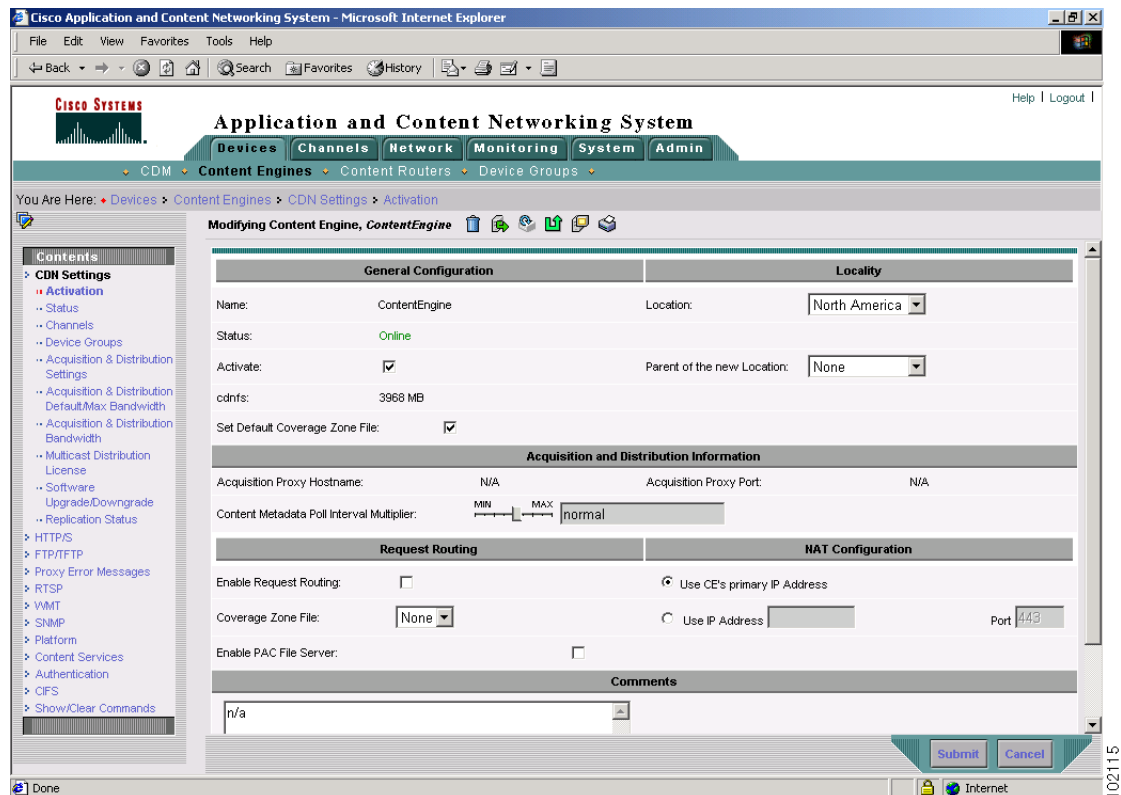 Cisco Application and Content Networking System - Microsoft Internet Explorer
File Edit View Favorites Tools Help
Back Search Favorites History
CISCO SYSTEMS
Help | Logout |
Application and Content Networking System
Devices Channels Network Monitoring System Admin
CDM Content Engines Content Routers Device Groups
You Are Here: Devices Content Engines CDN Settings Activation
Modifying Content Engine, ContentEngine
Contents
CDN Settings
Activation
Status
Channels
Device Groups
Acquisition & Distribution
Settings
Acquisition & Distribution
Default/Max Bandwidth
Acquisition & Distribution
Bandwidth
Multicast Distribution
License
Software
Upgrade/Downgrade
Replication Status
HTTP/S
FTP/TFTP
Proxy Error Messages
RTSP
WMT
SNMP
Platform
Content Services
Authentication
CIFS
Show/Clear Commands
General Configuration Locality
Name: ContentEngine Location: North America
Status: Online
Activate: Parent of the new Location: None
cdnfs: 3968 MB
Set Default Coverage Zone File:
Acquisition and Distribution Information
Acquisition Proxy Hostname: N/A Acquisition Proxy Port: N/A
Content Metadata Poll Interval Multiplier: MIN MAX normal
Request Routing NAT Configuration
Enable Request Routing: Use CE's primary IP Address
Coverage Zone File: None Use IP Address Port 443
Enable PAC File Server:
Comments
n/a
Submit Cancel
Done Internet
102115